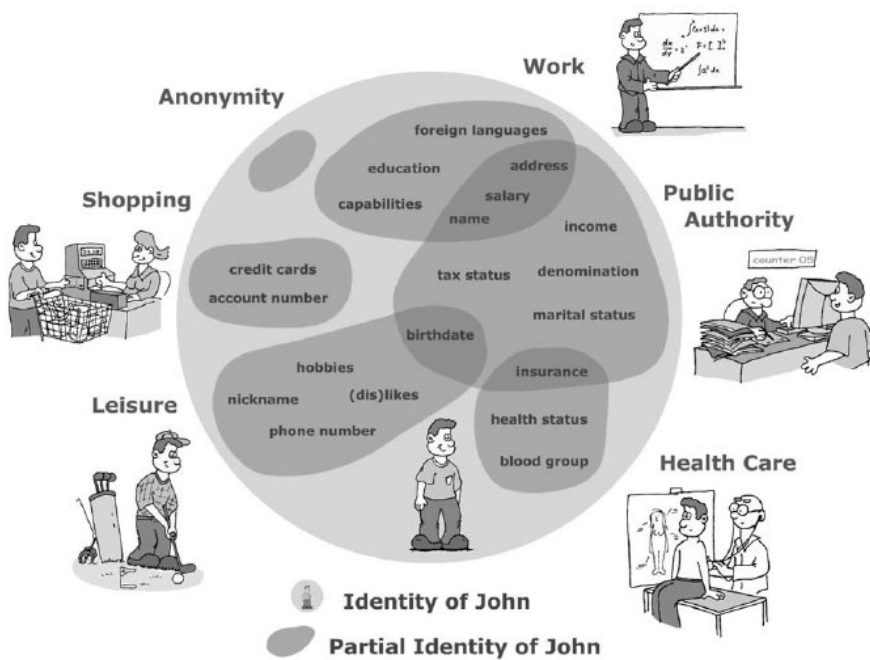 Work
Anonymity
foreign languages
education
address
capabilities
salary
name
Shopping
Public
Authority
income
counter 05
credit cards
tax status
denomination
account number
marital status
birthdate
hobbies
insurance
Leisure
nickname
(dis)likes
health status
phone number
blood group
Health Care
Identity of John
Partial Identity of John